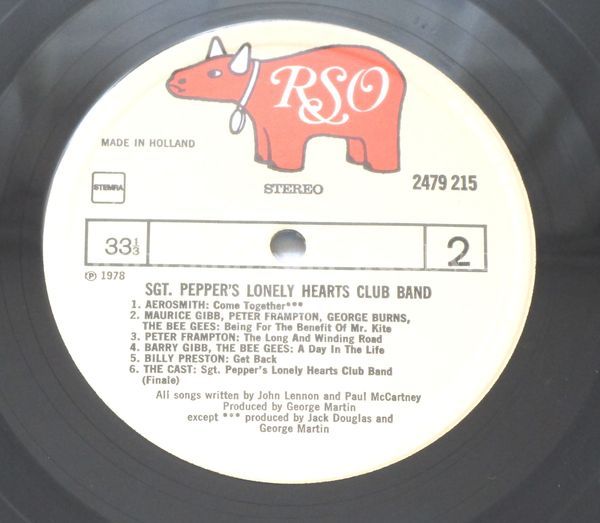 RSO
MADE IN HOLLAND
STEMRA
STEREO
2479 215
33 1/3
2
℗ 1978
SGT. PEPPER'S LONELY HEARTS CLUB BAND
1. AEROSMITH: Come Together***
2. MAURICE GIBB, PETER FRAMPTON, GEORGE BURNS,
THE BEE GEES: Being For The Benefit Of Mr. Kite
3. PETER FRAMPTON: The Long And Winding Road
4. BARRY GIBB, THE BEE GEES: A Day In The Life
5. BILLY PRESTON: Get Back
6. THE CAST: Sgt. Pepper's Lonely Hearts Club Band
(Finale)
All songs written by John Lennon and Paul McCartney
Produced by George Martin
except *** produced by Jack Douglas and
George Martin